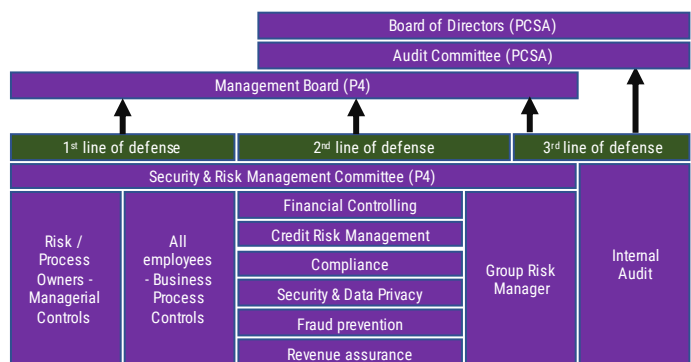 Board of Directors (PCSA)
Audit Committee (PCSA)
Management Board (P4)
1st line of defense
2nd line of defense
3rd line of defense
Security & Risk Management Committee (P4)
Risk /
Process
Owners -
Managerial
Controls
All
employees
- Business
Process
Controls
Financial Controlling
Credit Risk Management
Compliance
Security & Data Privacy
Fraud prevention
Revenue assurance
Group Risk
Manager
Internal
Audit